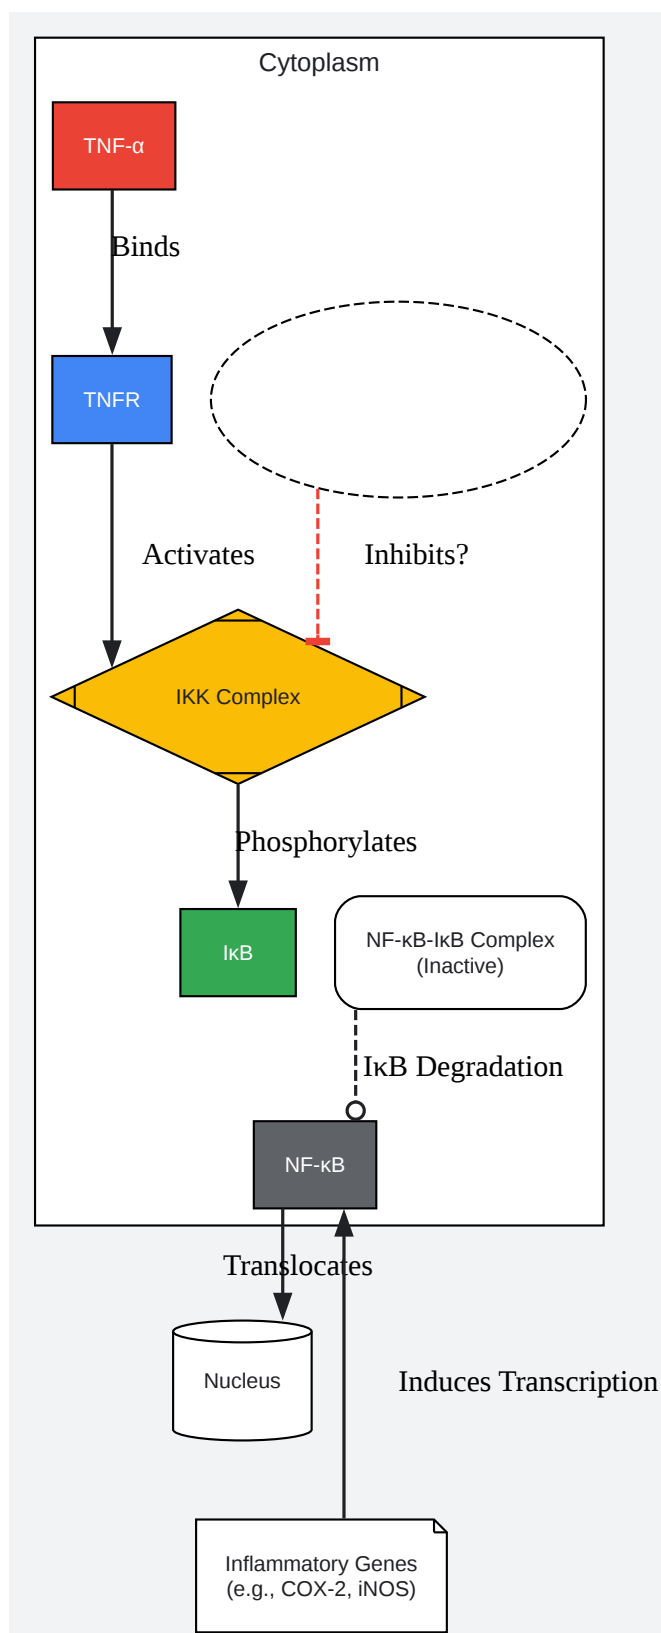 Cytoplasm
TNF-α
Binds
TNFR
Activates
Inhibits?
IKK Complex
Phosphorylates
IκB
NF-κB-IκB Complex
(Inactive)
IκB Degradation
NF-κB
Translocates
Nucleus
Induces Transcription
Inflammatory Genes
(e.g., COX-2, iNOS)